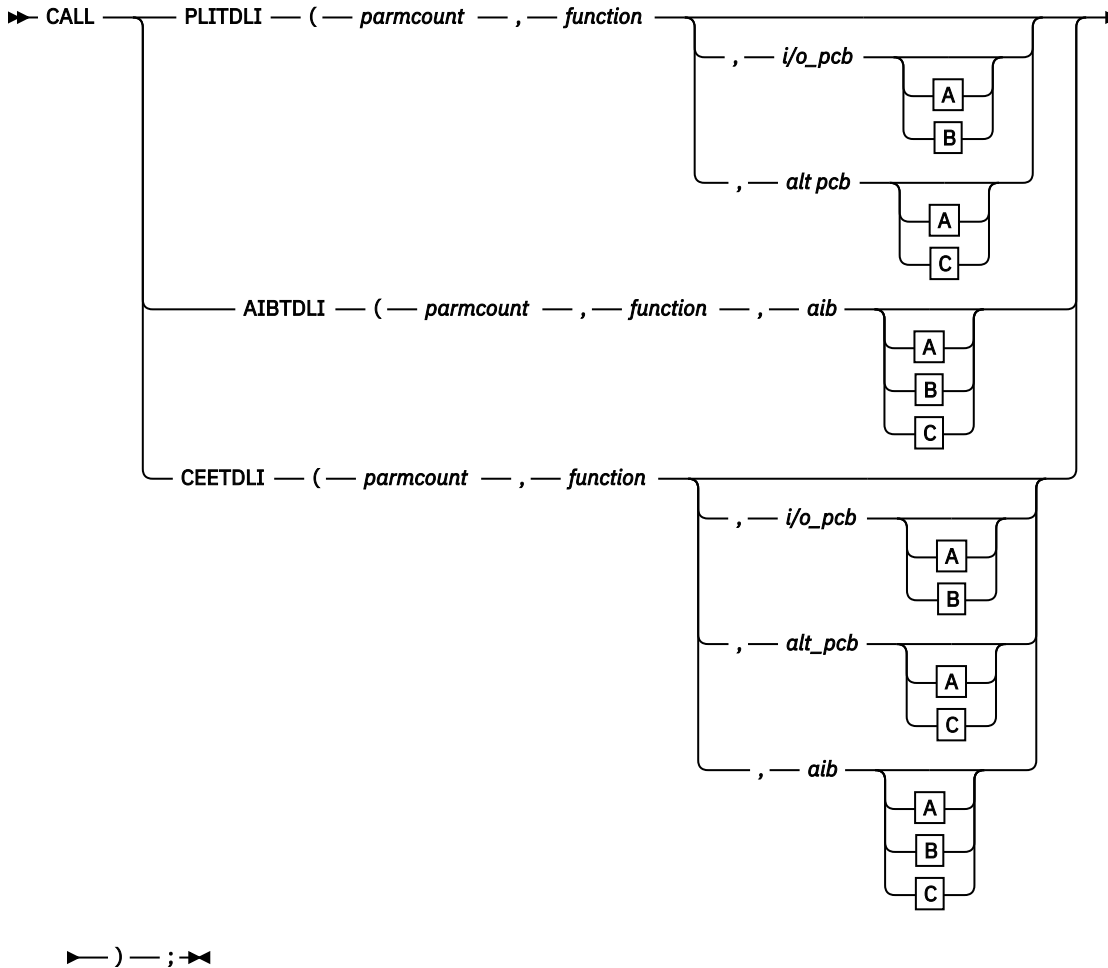 CALL PLITDLI ( parmcount , function
, i/o_pcb
A
B
, alt pcb
A
C
AIBTDLI ( parmcount , function , aib
A
B
C
CEETDLI ( parmcount , function
, i/o_pcb
A
B
, alt_pcb
A
C
, aib
A
B
C
) ;